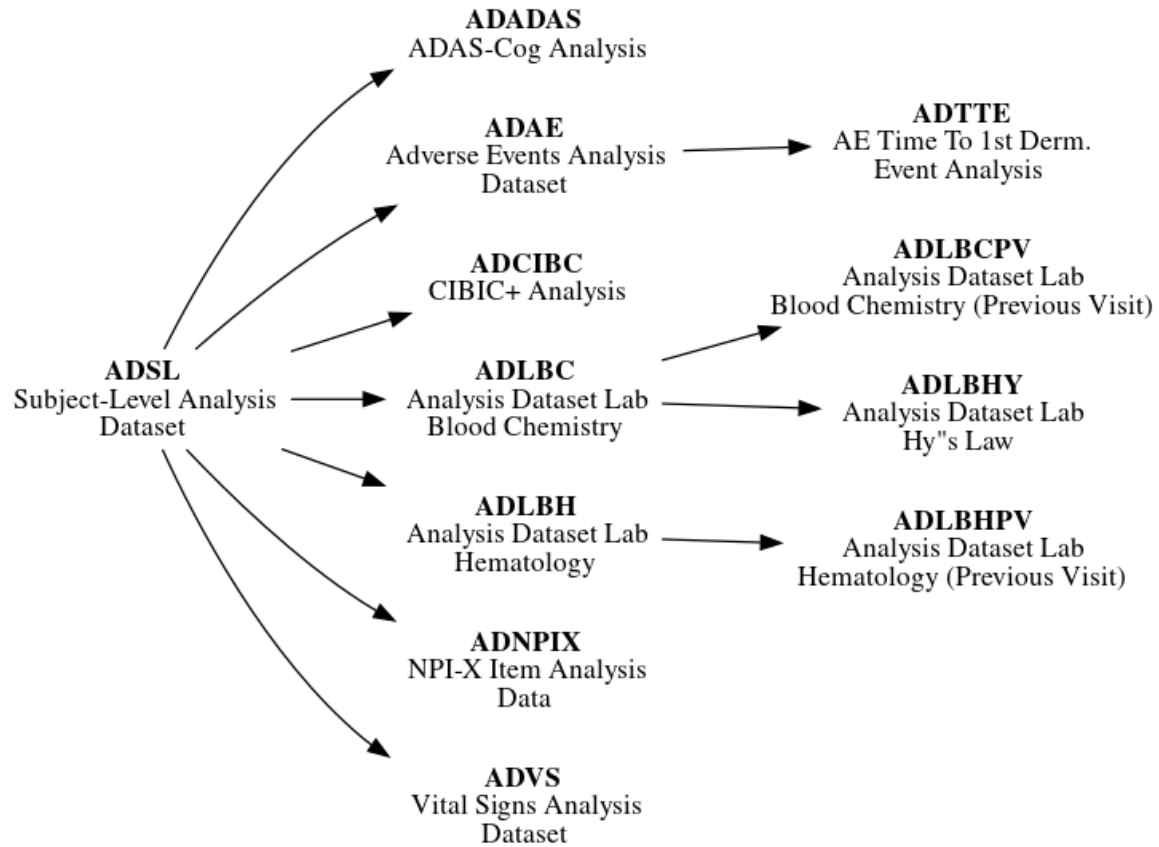 ADADAS
ADAS-Cog Analysis
ADAE
Adverse Events Analysis
Dataset
ADTTE
AE Time To 1st Derm.
Event Analysis
ADCIBC
CIBIC+ Analysis
ADLBCPV
Analysis Dataset Lab
Blood Chemistry (Previous Visit)
ADSL
Subject-Level Analysis
Dataset
ADLBC
Analysis Dataset Lab
Blood Chemistry
ADLBHY
Analysis Dataset Lab
Hy"s Law
ADLBH
Analysis Dataset Lab
Hematology
ADLBHPV
Analysis Dataset Lab
Hematology (Previous Visit)
ADNPIX
NPI-X Item Analysis
Data
ADVS
Vital Signs Analysis
Dataset